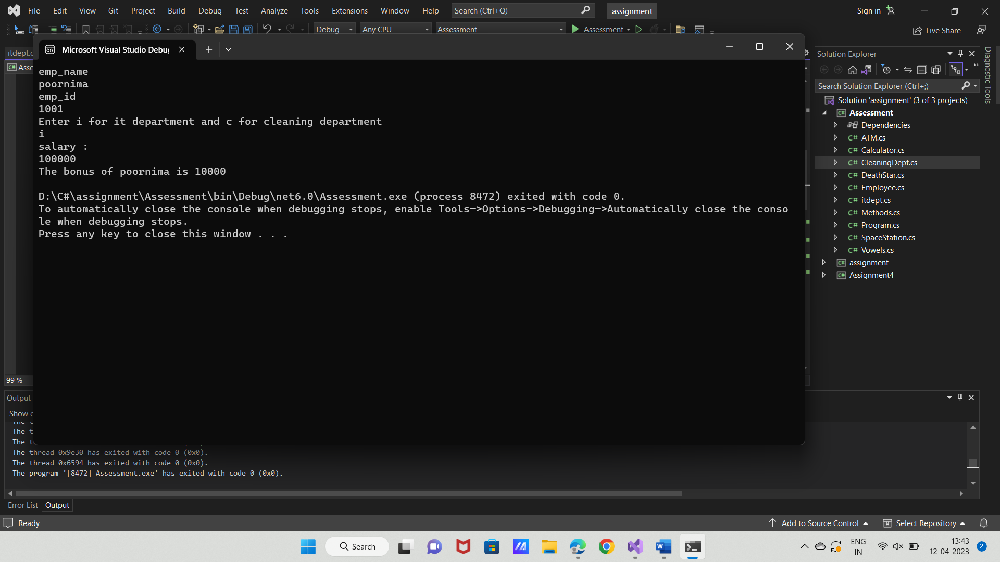 File Edit View Git Project Build Debug Test Analyze Tools Extensions Window Help Search (Ctrl+Q) assignment Sign in
Debug Any CPU Assessment Assessment Live Share
itdept.c
Microsoft Visual Studio Debu
Asse
emp_name
poornima
emp_id
1001
Enter i for it department and c for cleaning department
i
salary :
100000
The bonus of poornima is 10000
D:\C#\assignment\Assessment\bin\Debug\net6.0\Assessment.exe (process 8472) exited with code 0.
To automatically close the console when debugging stops, enable Tools->Options->Debugging->Automatically close the conso
le when debugging stops.
Press any key to close this window . . .
Solution Explorer
Search Solution Explorer (Ctrl+;)
Solution 'assignment' (3 of 3 projects)
C# Assessment
Dependencies
C# ATM.cs
C# Calculator.cs
C# CleaningDept.cs
C# DeathStar.cs
C# Employee.cs
C# itdept.cs
C# Methods.cs
C# Program.cs
C# SpaceStation.cs
C# Vowels.cs
C# assignment
C# Assignment4
Diagnostic Tools
99 %
Output
Show o
The t
The t
The thread 0x9e30 has exited with code 0 (0x0).
The thread 0x6594 has exited with code 0 (0x0).
The program '[8472] Assessment.exe' has exited with code 0 (0x0).
Error List Output
Ready Add to Source Control Select Repository
Search
ENG
IN
13:43
12-04-2023
2